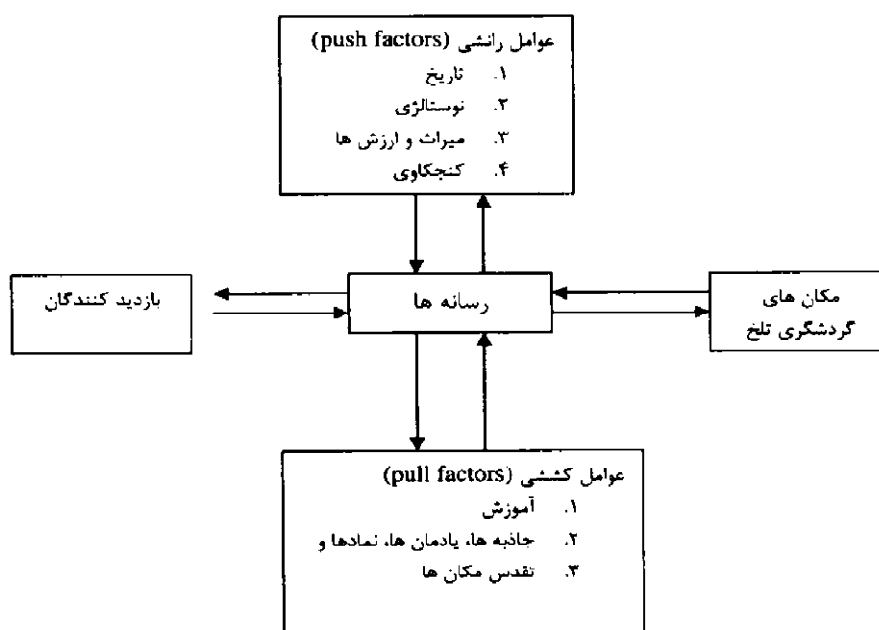 عوامل رانشی (push factors)
۱. تاریخ
۲. نوستالژی
۳. میراث و ارزش ها
۴. کنجکاوی
بازدید کنندگان
رسانه ها
مکان های
گردشگری تلخ
عوامل کششی (pull factors)
۱. آموزش
۲. جاذبه ها، یادمان ها، نمادها و
۳. تقدس مکان ها